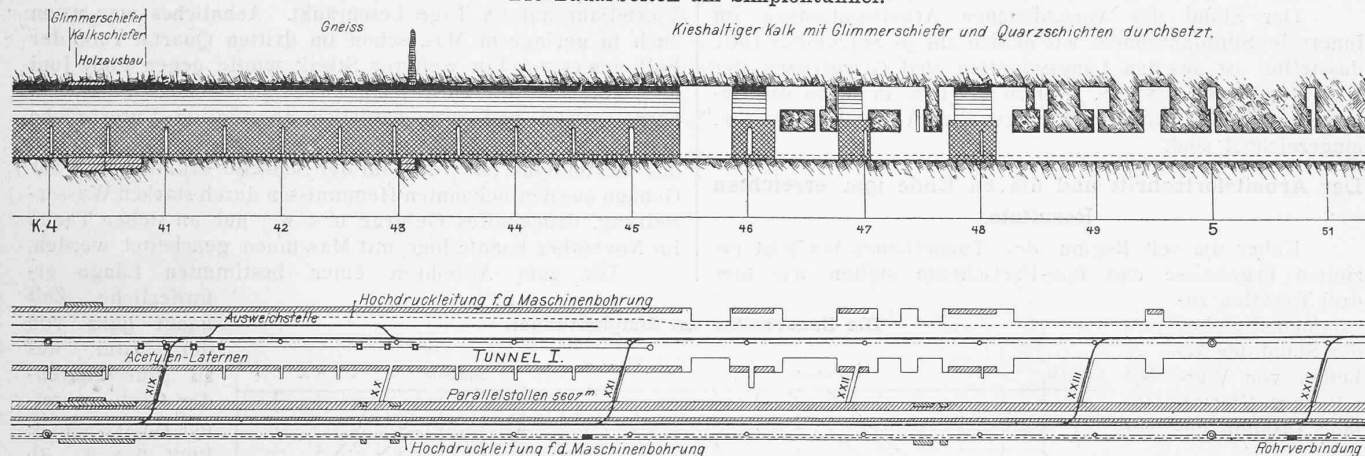 Die Bauarbeiten am Simplontunnel.
Glimmerschiefer
Kalkschiefer
Holzausbau
Gneiss
Kieshaltiger Kalk mit Glimmerschiefer und Quarzschichten durchsetzt.
K.4 41 42 43 44 45 46 47 48 49 5 51
Hochdruckleitung f.d. Maschinenbohrung
Ausweichstelle
Acetylen-Laternen
TUNNEL I.
XIX XX XXI XXII XXIII XXIV
Parallelstollen 5607 m
Hochdruckleitung f.d. Maschinenbohrung
Rohrverbindung